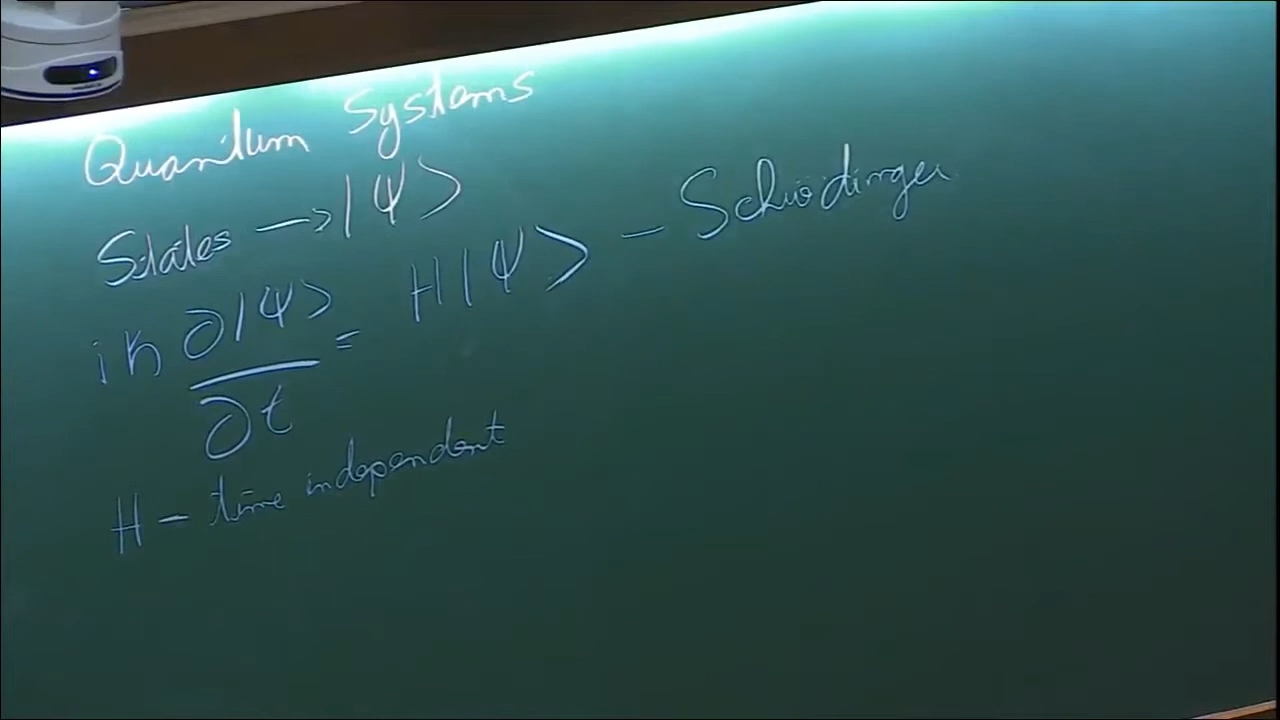 Quantum Systems
States → |ψ⟩
iħ ∂|ψ⟩/∂t = H|ψ⟩ – Schrödinger
H – time independent